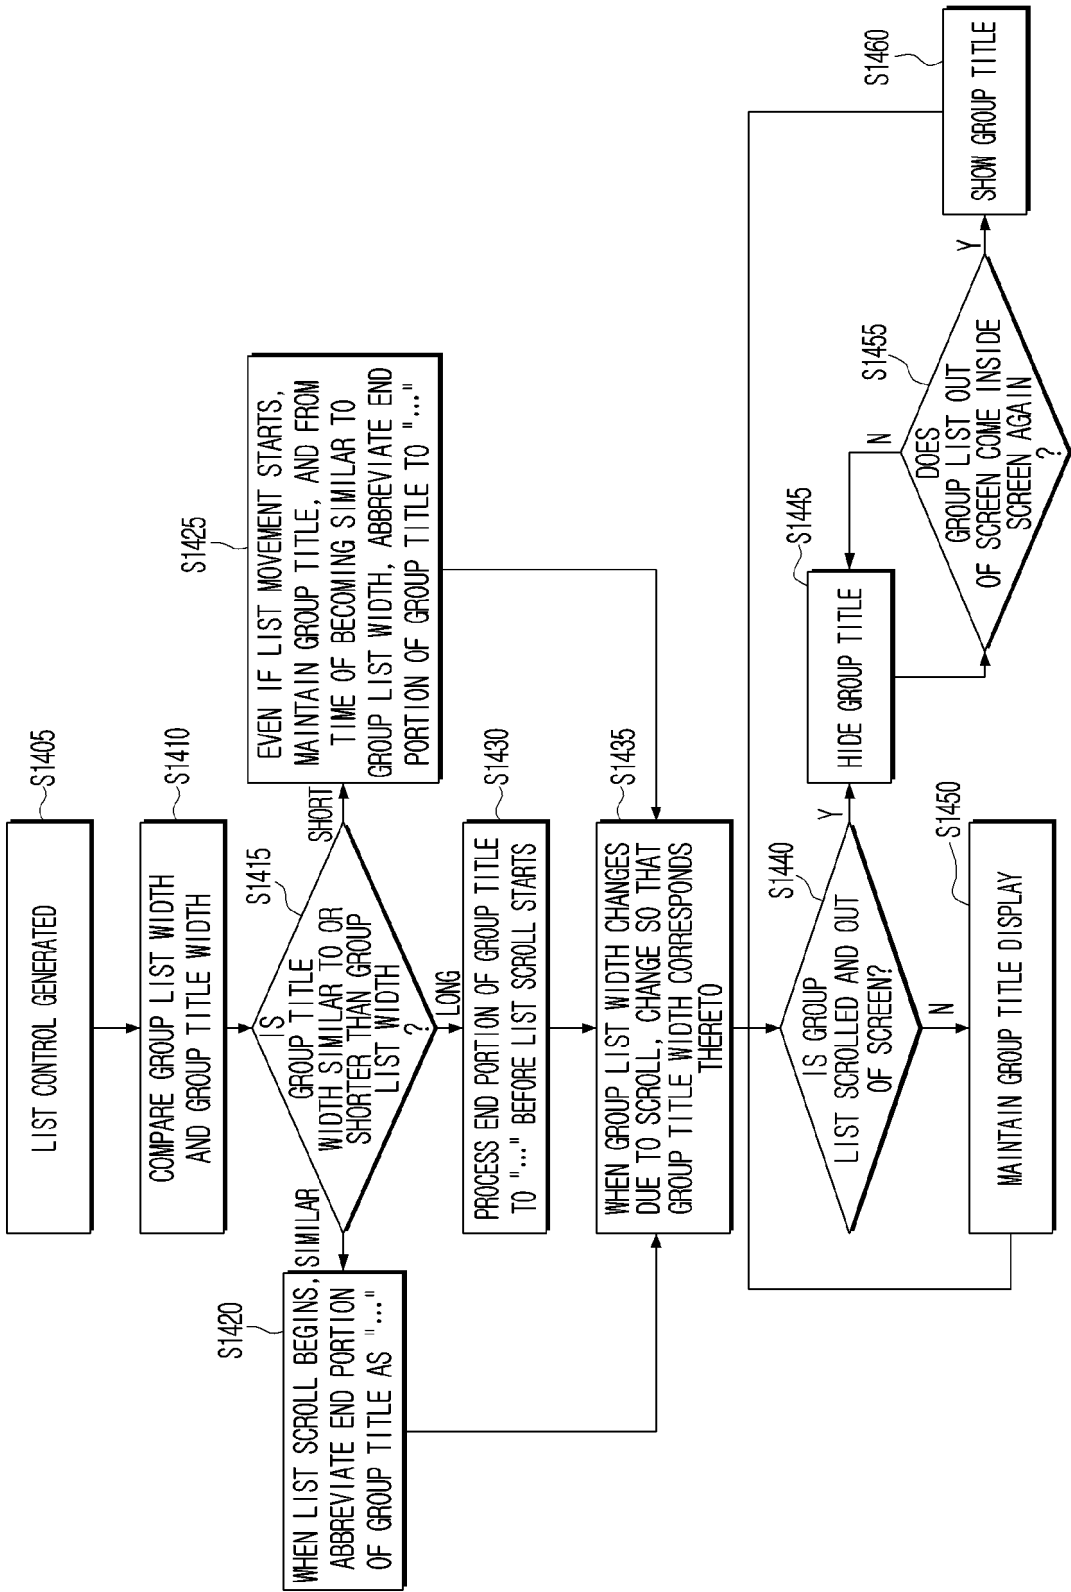 LIST CONTROL GENERATED
S1405
COMPARE GROUP LIST WIDTH
AND GROUP TITLE WIDTH
S1410
IS
GROUP TITLE
WIDTH SIMILAR TO OR
SHORTER THAN GROUP
LIST WIDTH
?
S1415
SIMILAR
SHORT
LONG
WHEN LIST SCROLL BEGINS,
ABBREVIATE END PORTION
OF GROUP TITLE AS "..."
S1420
EVEN IF LIST MOVEMENT STARTS,
MAINTAIN GROUP TITLE, AND FROM
TIME OF BECOMING SIMILAR TO
GROUP LIST WIDTH, ABBREVIATE END
PORTION OF GROUP TITLE TO "..."
S1425
PROCESS END PORTION OF GROUP TITLE
TO "..." BEFORE LIST SCROLL STARTS
S1430
WHEN GROUP LIST WIDTH CHANGES
DUE TO SCROLL, CHANGE SO THAT
GROUP TITLE WIDTH CORRESPONDS
THERETO
S1435
IS GROUP
LIST SCROLLED AND OUT
OF SCREEN?
S1440
Y
N
HIDE GROUP TITLE
S1445
MAINTAIN GROUP TITLE DISPLAY
S1450
DOES
GROUP LIST OUT
OF SCREEN COME INSIDE
SCREEN AGAIN
?
S1455
N
Y
SHOW GROUP TITLE
S1460